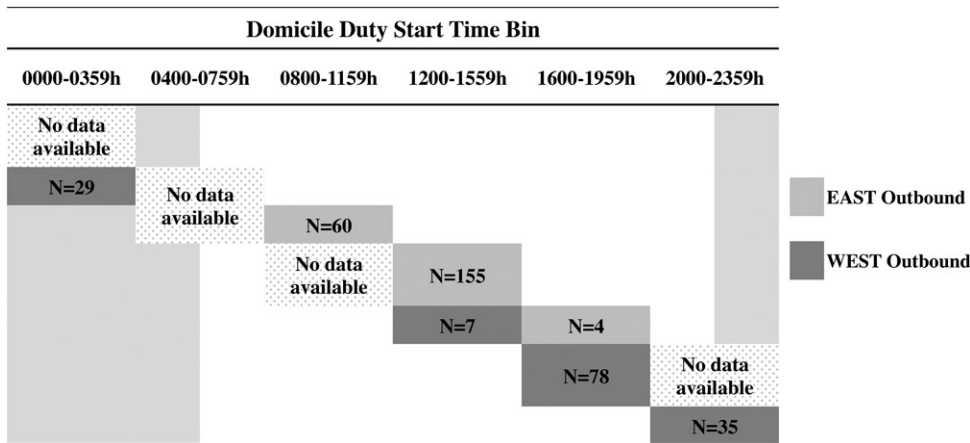 Domicile Duty Start Time Bin
0000-0359h 0400-0759h 0800-1159h 1200-1559h 1600-1959h 2000-2359h
No data
available
N=29
No data
available
N=60
No data
available
N=155
N=7
N=4
N=78
No data
available
N=35
EAST Outbound
WEST Outbound